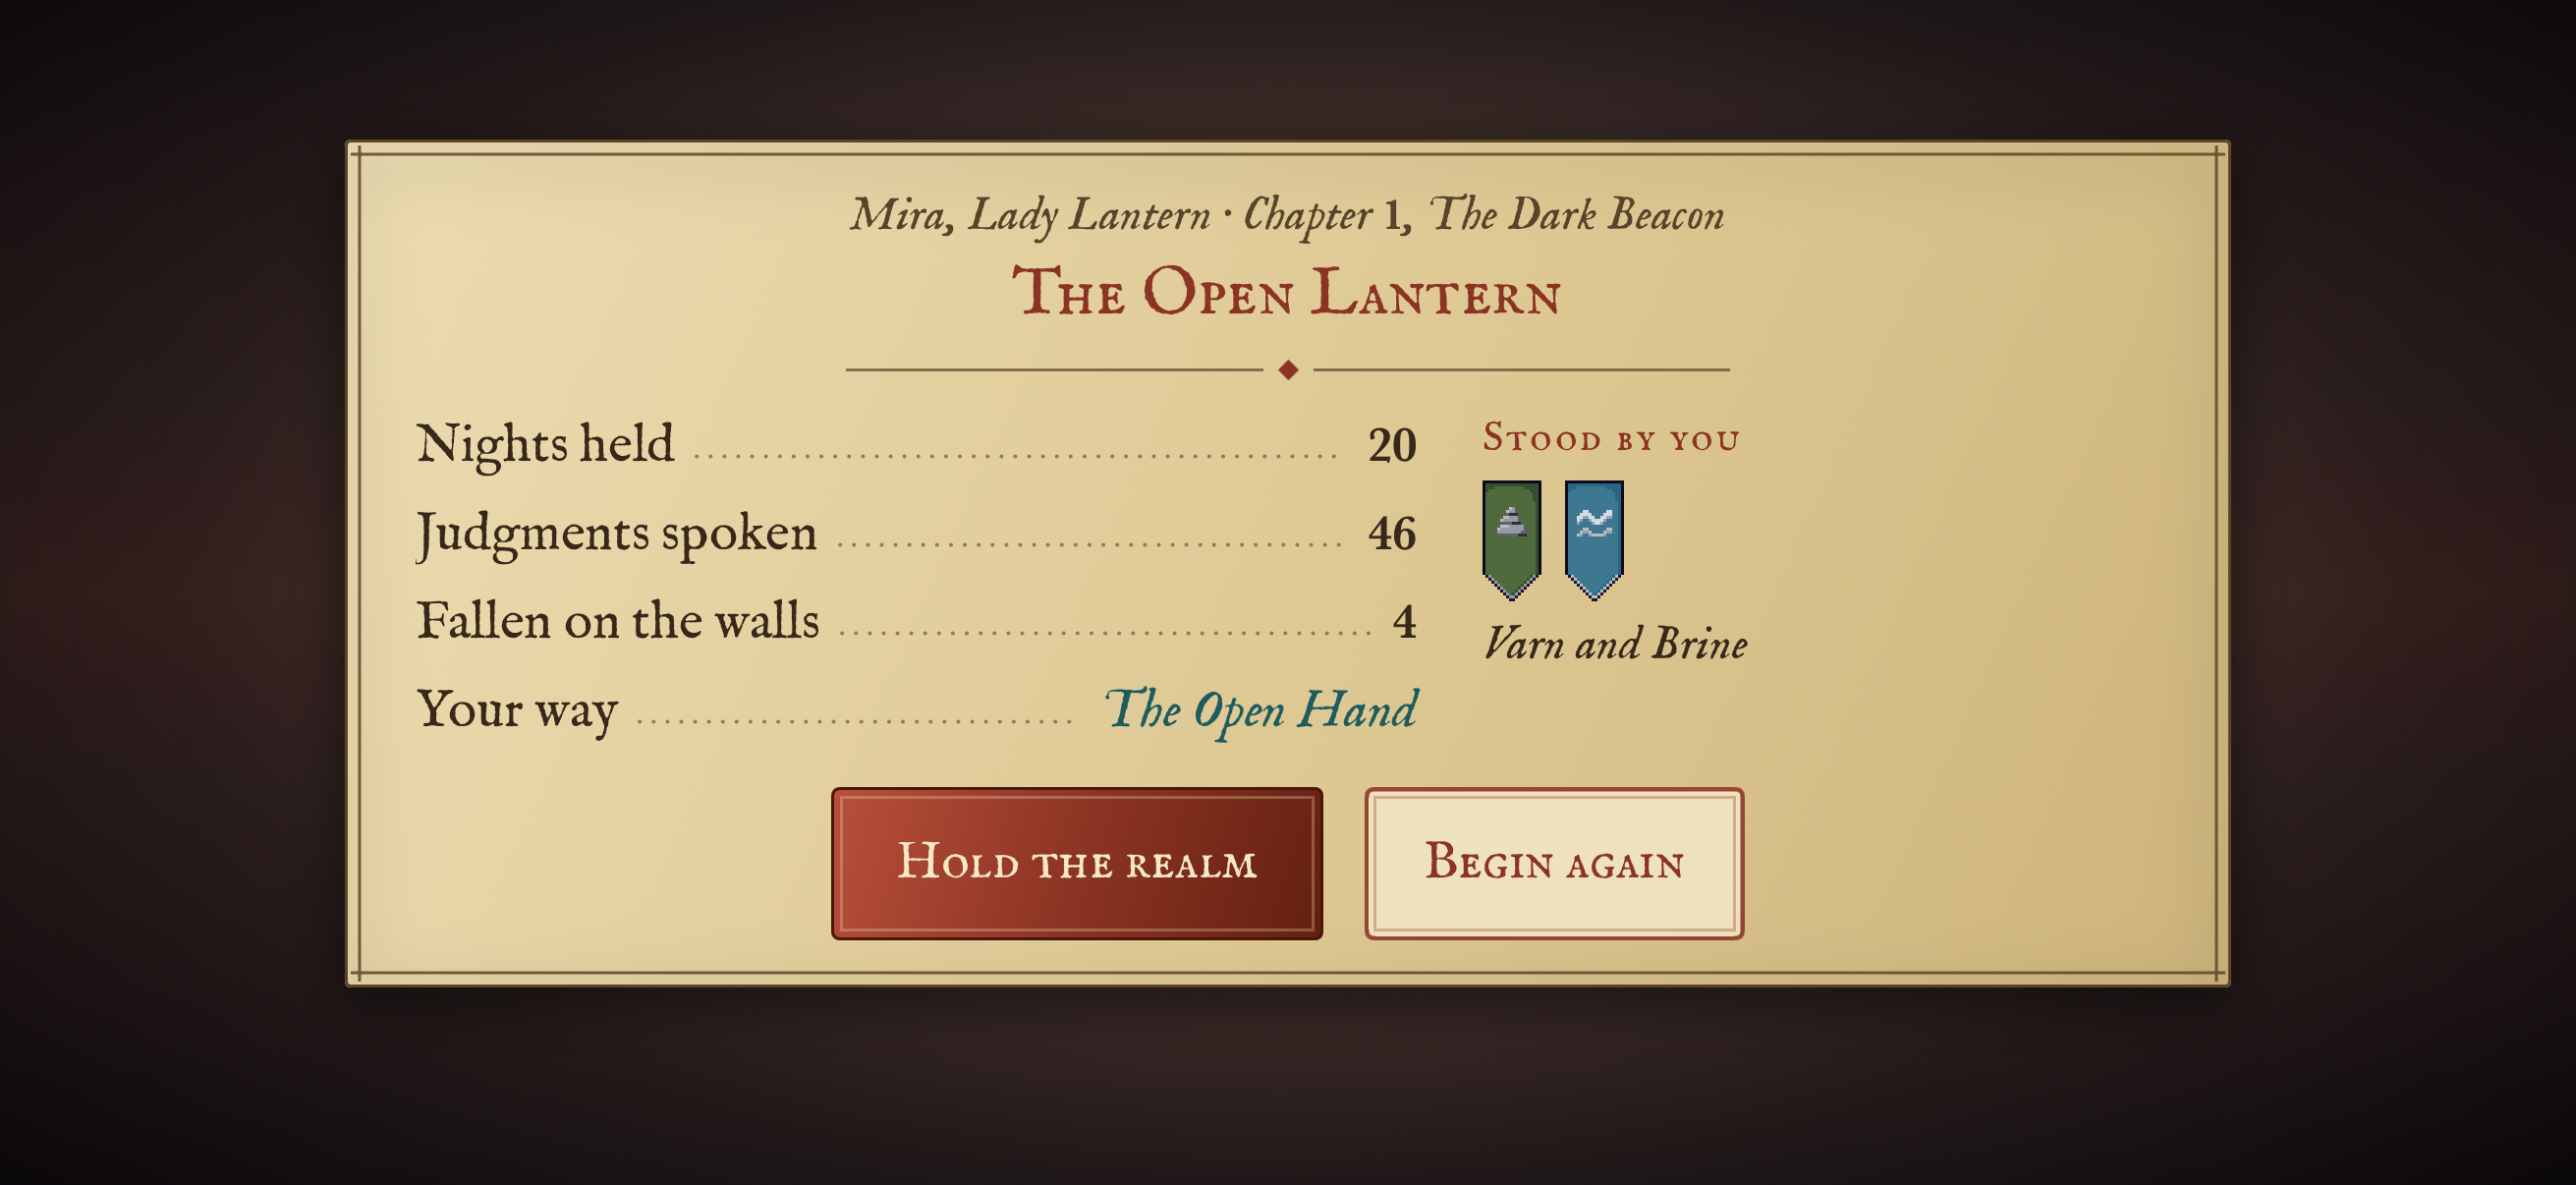 Mira, Lady Lantern · Chapter 1, The Dark Beacon
The Open Lantern
Nights held 20
Judgments spoken 46
Fallen on the walls 4
Your way The Open Hand
Stood by you
Varn and Brine
Hold the realm
Begin again